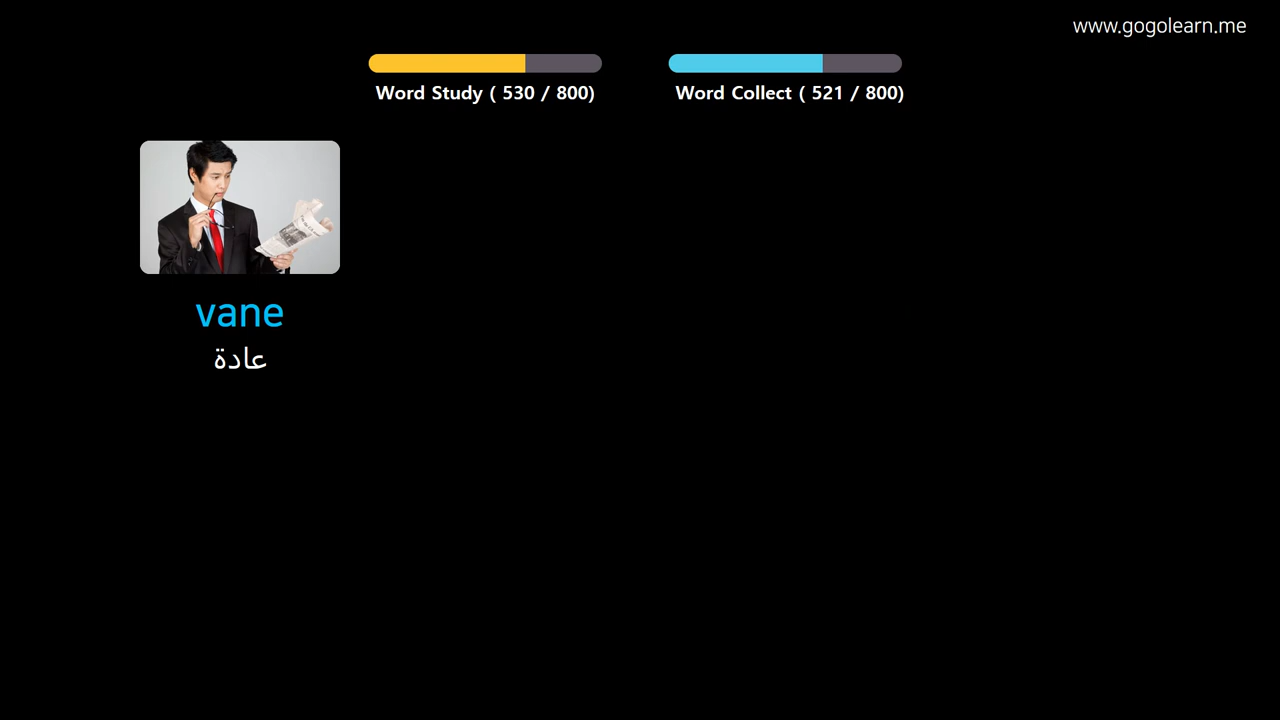 www.gogolearn.me
Word Study ( 530 / 800)
Word Collect ( 521 / 800)
vane
عادة